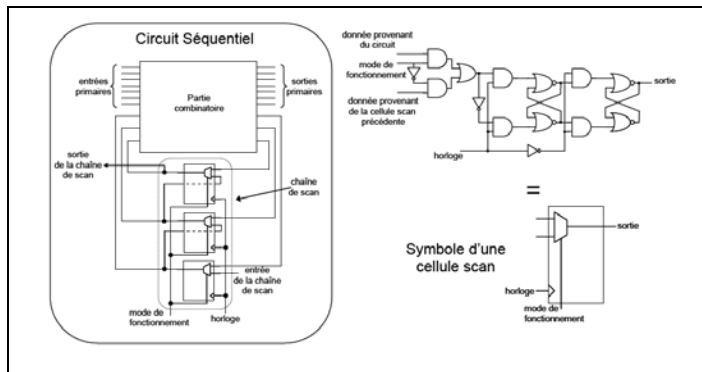 Circuit Séquentiel
entrées
primaires
Partie
combinatoire
sorties
primaires
sortie
de la chaîne
de scan
chaîne
de scan
entrée
de la chaîne
de scan
mode de
fonctionnement
horloge
donnée provenant
du circuit
mode de
fonctionnement
donnée provenant
de la cellule scan
précédente
horloge
sortie
=
Symbole d'une
cellule scan
sortie
horloge
mode de
fonctionnement